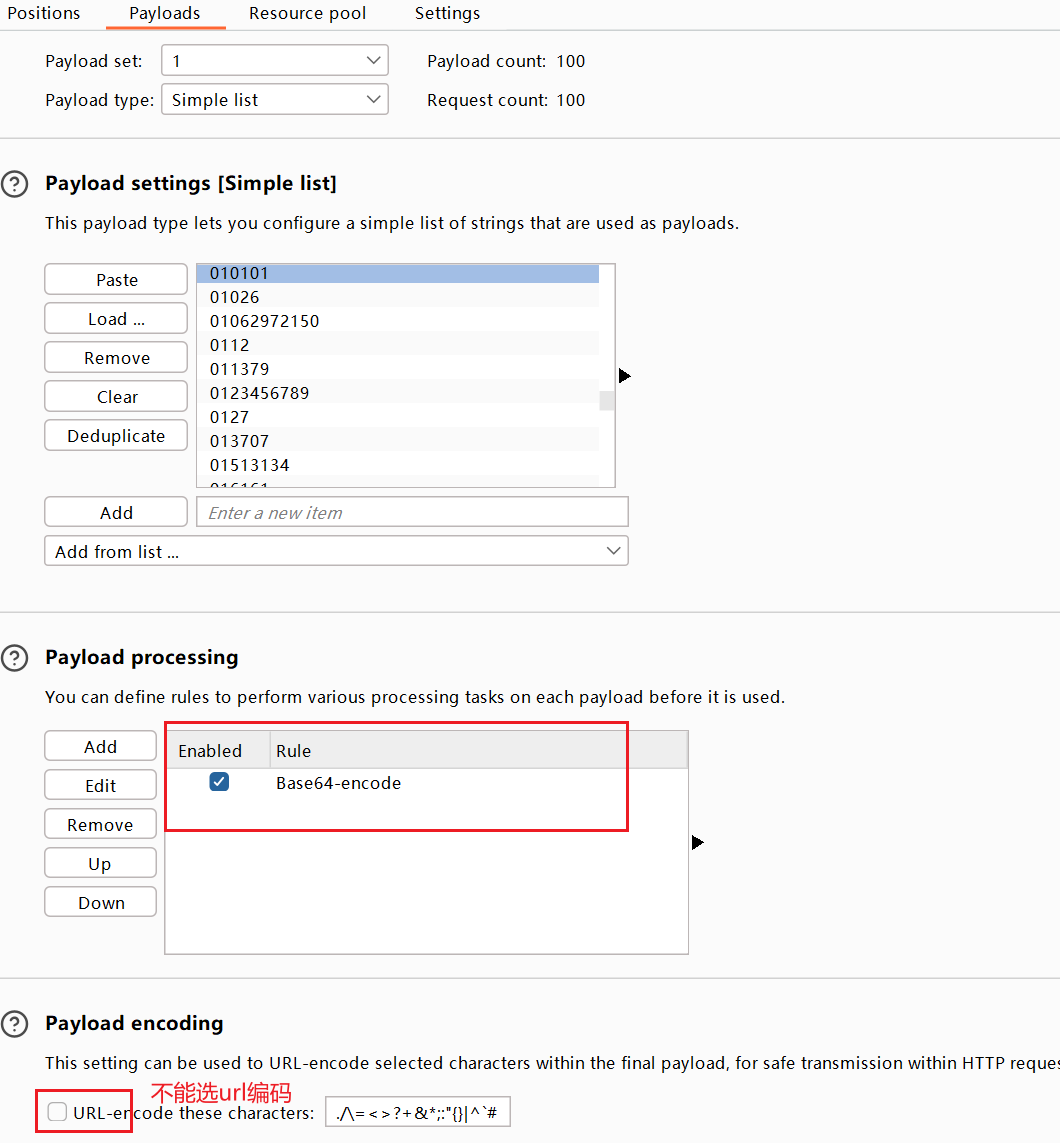 Positions Payloads Resource pool Settings
Payload set: 1 Payload count: 100
Payload type: Simple list Request count: 100
Payload settings [Simple list]
This payload type lets you configure a simple list of strings that are used as payloads.
Paste
Load ...
Remove
Clear
Deduplicate
010101
01026
01062972150
0112
011379
0123456789
0127
013707
01513134
016161
Add Enter a new item
Add from list ...
Payload processing
You can define rules to perform various processing tasks on each payload before it is used.
Add
Edit
Remove
Up
Down
Enabled Rule
Base64-encode
Payload encoding
This setting can be used to URL-encode selected characters within the final payload, for safe transmission within HTTP reques
不能选url编码
URL-encode these characters: ./\=<>?+&*;:"{}|^`#